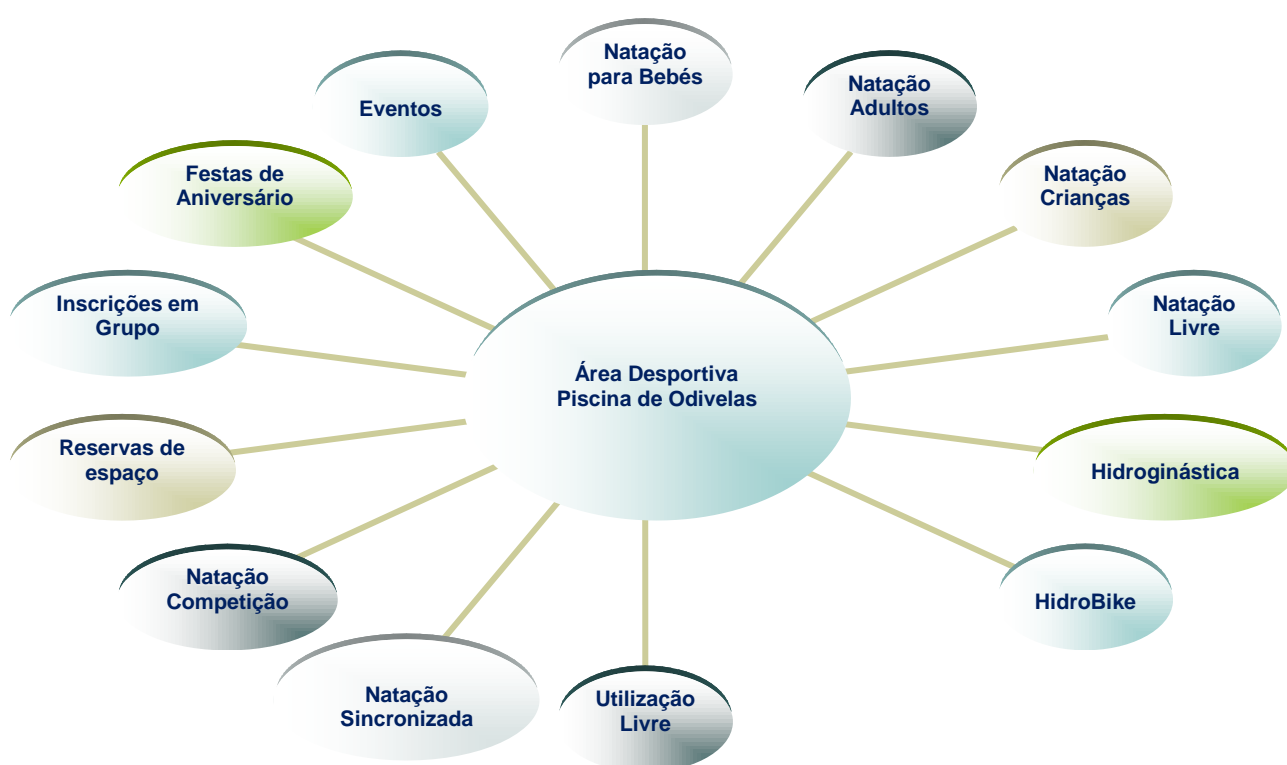 Natação
para Bebés
Natação
Adultos
Eventos
Festas de
Aniversário
Natação
Crianças
Inscrições em
Grupo
Natação
Livre
Área Desportiva
Piscina de Odivelas
Reservas de
espaço
Hidroginástica
Natação
Competição
HidroBike
Natação
Sincronizada
Utilização
Livre